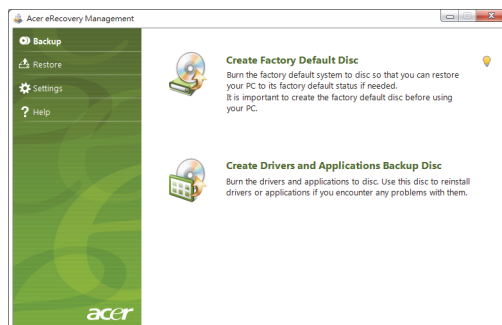 Acer eRecovery Management
Backup
Restore
Settings
Help
Create Factory Default Disc
Burn the factory default system to disc so that you can restore
your PC to its factory default status if needed.
It is important to create the factory default disc before using
your PC.
Create Drivers and Applications Backup Disc
Burn the drivers and applications to disc. Use this disc to reinstall
drivers or applications if you encounter any problems with them.
acer